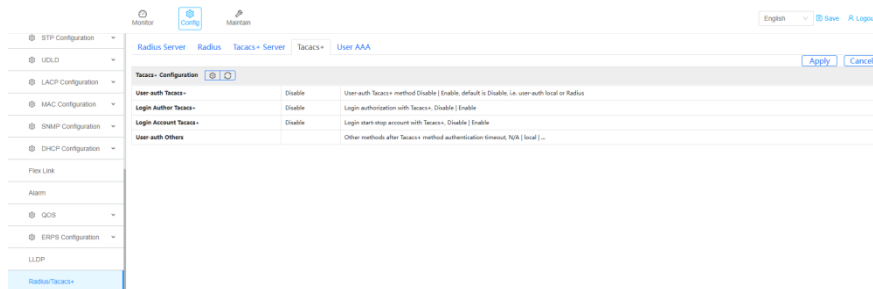 Monitor
Config
Maintain
English
Save
Logou
STP Configuration
UDLD
LACP Configuration
MAC Configuration
SNMP Configuration
DHCP Configuration
Flex Link
Alarm
QOS
ERPS Configuration
LLDP
Radius/Tacacs+
Radius Server Radius Tacacs+ Server Tacacs+ User AAA
Apply Cancel
Tacacs+ Configuration
User-auth Tacacs+ Disable User-auth Tacacs+ method Disable | Enable, default is Disable, i.e. user-auth local or Radius
Login Author Tacacs+ Disable Login authorization with Tacacs+, Disable | Enable
Login Account Tacacs+ Disable Login start-stop account with Tacacs+, Disable | Enable
User-auth Others Other methods after Tacacs+ method authentication timeout, N/A | local | ...